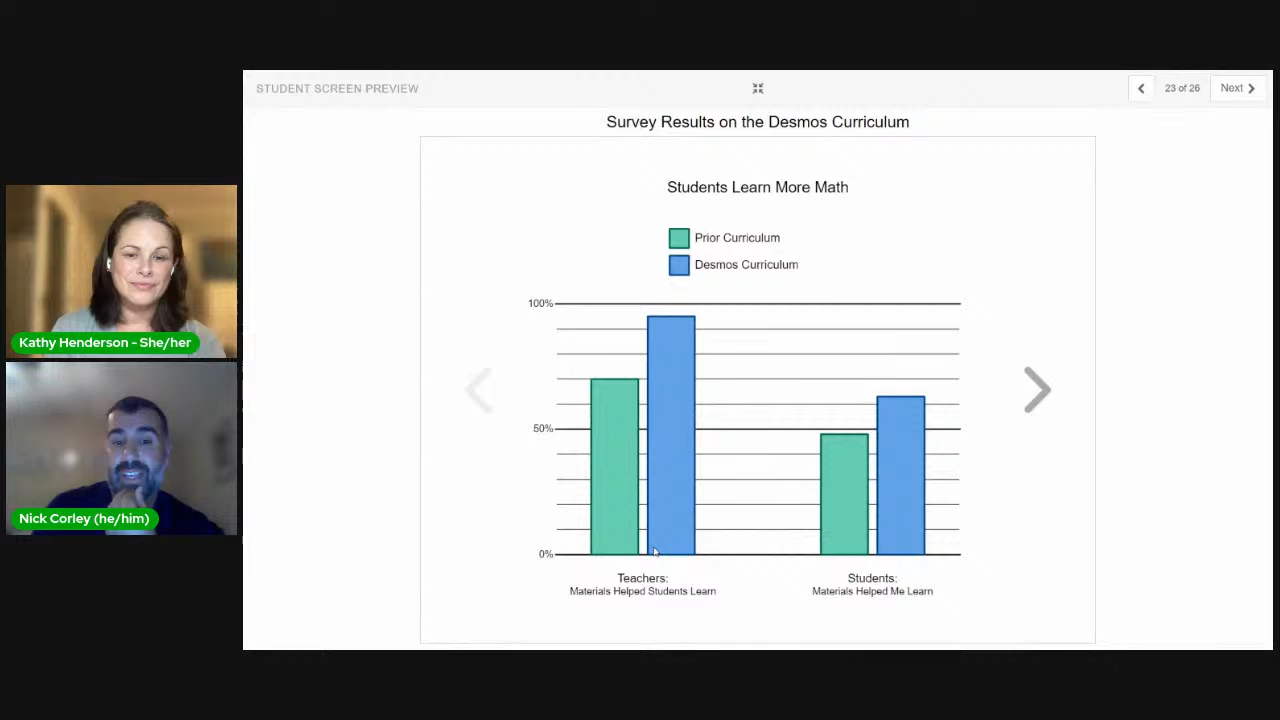 STUDENT SCREEN PREVIEW
23 of 26
Next
Survey Results on the Desmos Curriculum
Students Learn More Math
Prior Curriculum
Desmos Curriculum
100%
50%
0%
Teachers:
Materials Helped Students Learn
Students:
Materials Helped Me Learn
Kathy Henderson - She/her
Nick Corley (he/him)